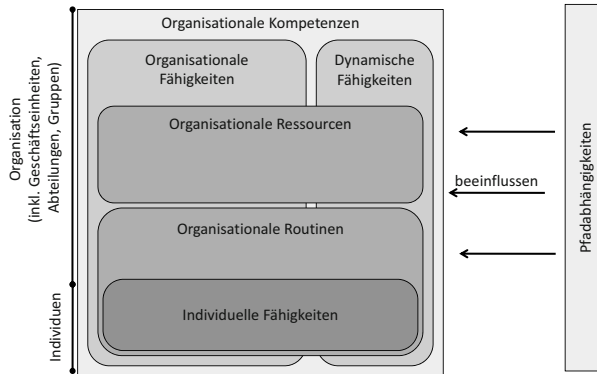 Organisationale Kompetenzen
Organisationale
Fähigkeiten
Dynamische
Fähigkeiten
Organisationale Ressourcen
Organisationale Routinen
Individuelle Fähigkeiten
Organisation
(inkl. Geschäftseinheiten,
Abteilungen, Gruppen)
Individuen
beeinflussen
Pfadabhängigkeiten